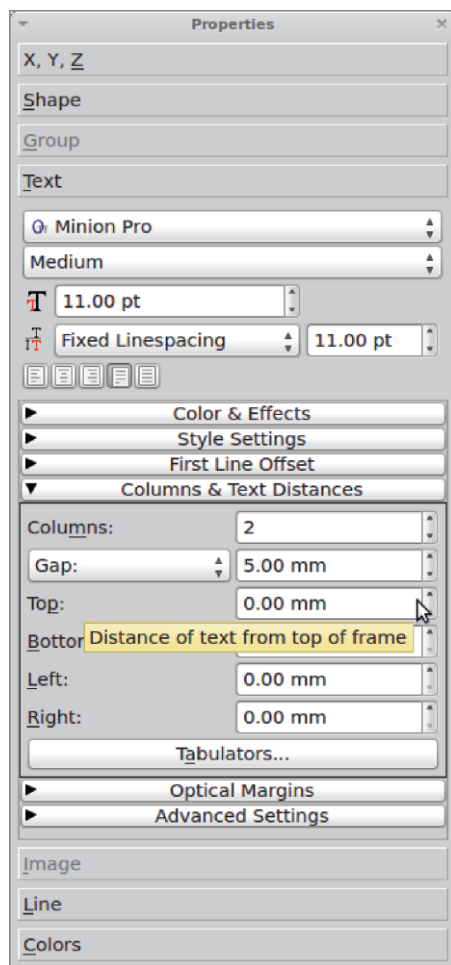 Properties
X, Y, Z
Shape
Group
Text
Minion Pro
Medium
11.00 pt
Fixed Linespacing 11.00 pt
Color & Effects
Style Settings
First Line Offset
Columns & Text Distances
Columns: 2
Gap: 5.00 mm
Top: 0.00 mm
Distance of text from top of frame
Left: 0.00 mm
Right: 0.00 mm
Tabulators...
Optical Margins
Advanced Settings
Image
Line
Colors